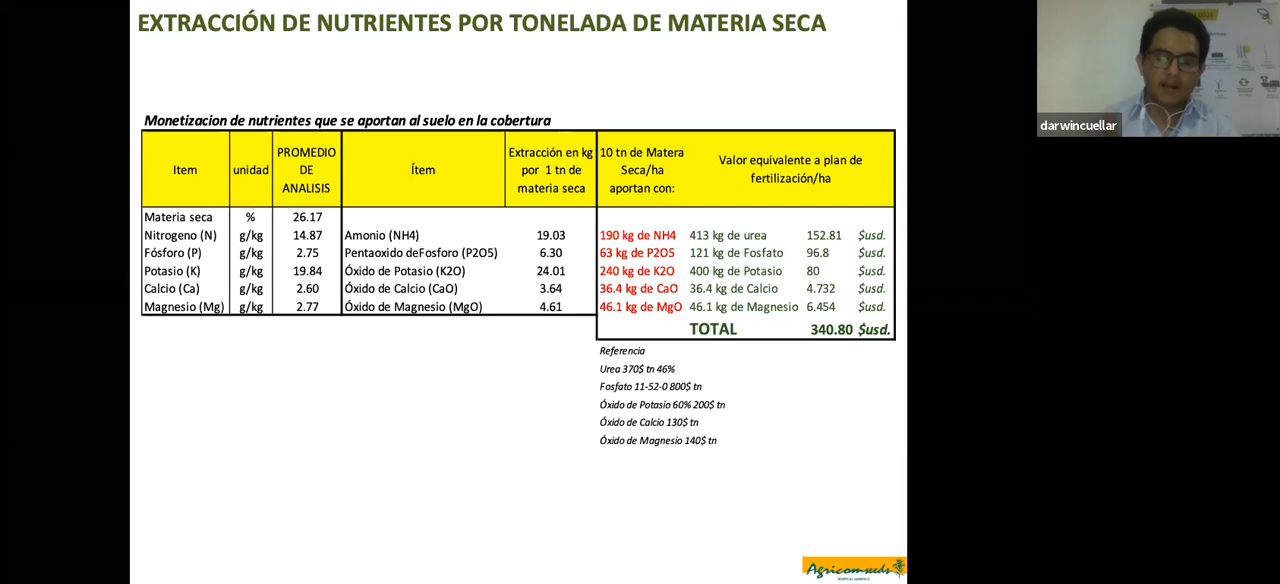 EXTRACCIÓN DE NUTRIENTES POR TONELADA DE MATERIA SECA
darwincuellar
Monetizacion de nutrientes que se aportan al suelo en la cobertura
Item unidad PROMEDIO DE ANALISIS Ítem Extracción en kg por 1 tn de materia seca 10 tn de Matera Seca/ha aportan con: Valor equivalente a plan de fertilización/ha
Materia seca % 26.17
Nitrogeno (N) g/kg 14.87 Amonio (NH4) 19.03 190 kg de NH4 413 kg de urea 152.81 $usd.
Fósforo (P) g/kg 2.75 Pentaoxido deFosforo (P2O5) 6.30 63 kg de P2O5 121 kg de Fosfato 96.8 $usd.
Potasio (K) g/kg 19.84 Óxido de Potasio (K2O) 24.01 240 kg de K2O 400 kg de Potasio 80 $usd.
Calcio (Ca) g/kg 2.60 Óxido de Calcio (CaO) 3.64 36.4 kg de CaO 36.4 kg de Calcio 4.732 $usd.
Magnesio (Mg) g/kg 2.77 Óxido de Magnesio (MgO) 4.61 46.1 kg de MgO 46.1 kg de Magnesio 6.454 $usd.
TOTAL 340.80 $usd.
Referencia
Urea 370$ tn 46%
Fosfato 11-52-0 800$ tn
Óxido de Potasio 60% 200$ tn
Óxido de Calcio 130$ tn
Óxido de Magnesio 140$ tn
Agricomseeds